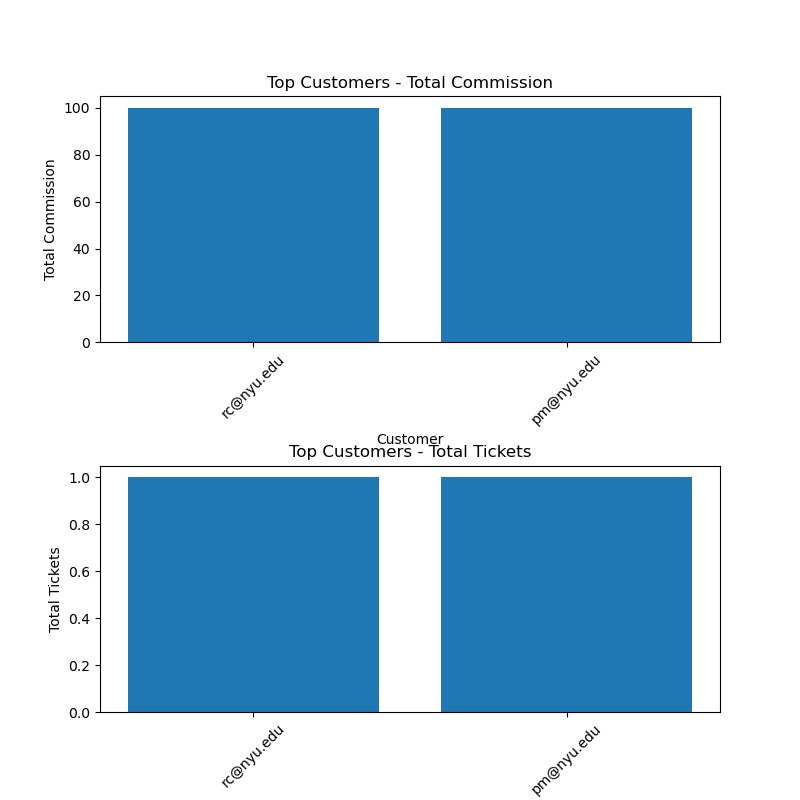 Top Customers - Total Commission
Total Commission
100
80
60
40
20
0
rc@nyu.edu
pm@nyu.edu
Customer
Top Customers - Total Tickets
Total Tickets
1.0
0.8
0.6
0.4
0.2
0.0
rc@nyu.edu
pm@nyu.edu